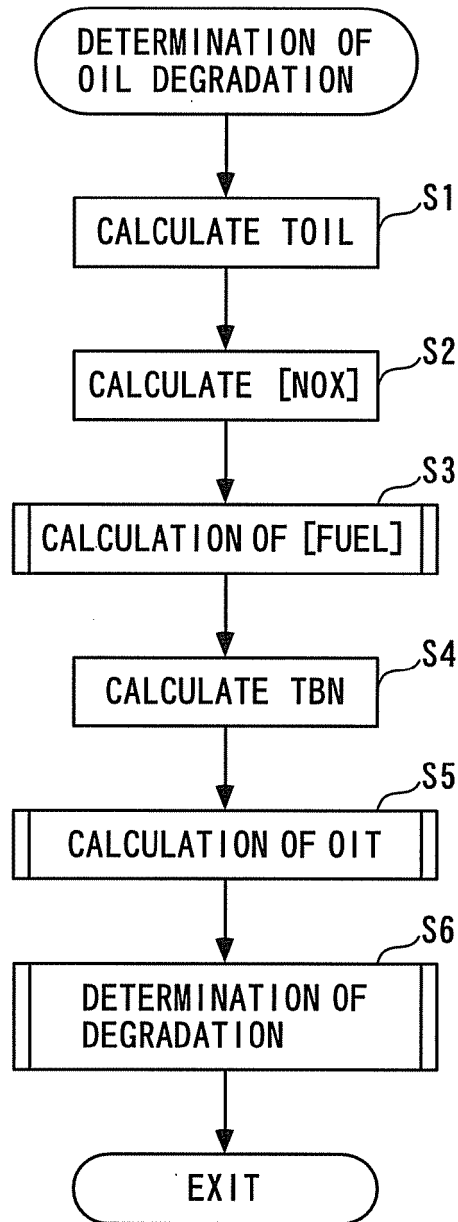 DETERMINATION OF
OIL DEGRADATION
S1
CALCULATE TOIL
S2
CALCULATE [NOX]
S3
CALCULATION OF [FUEL]
S4
CALCULATE TBN
S5
CALCULATION OF OIT
S6
DETERMINATION OF
DEGRADATION
EXIT